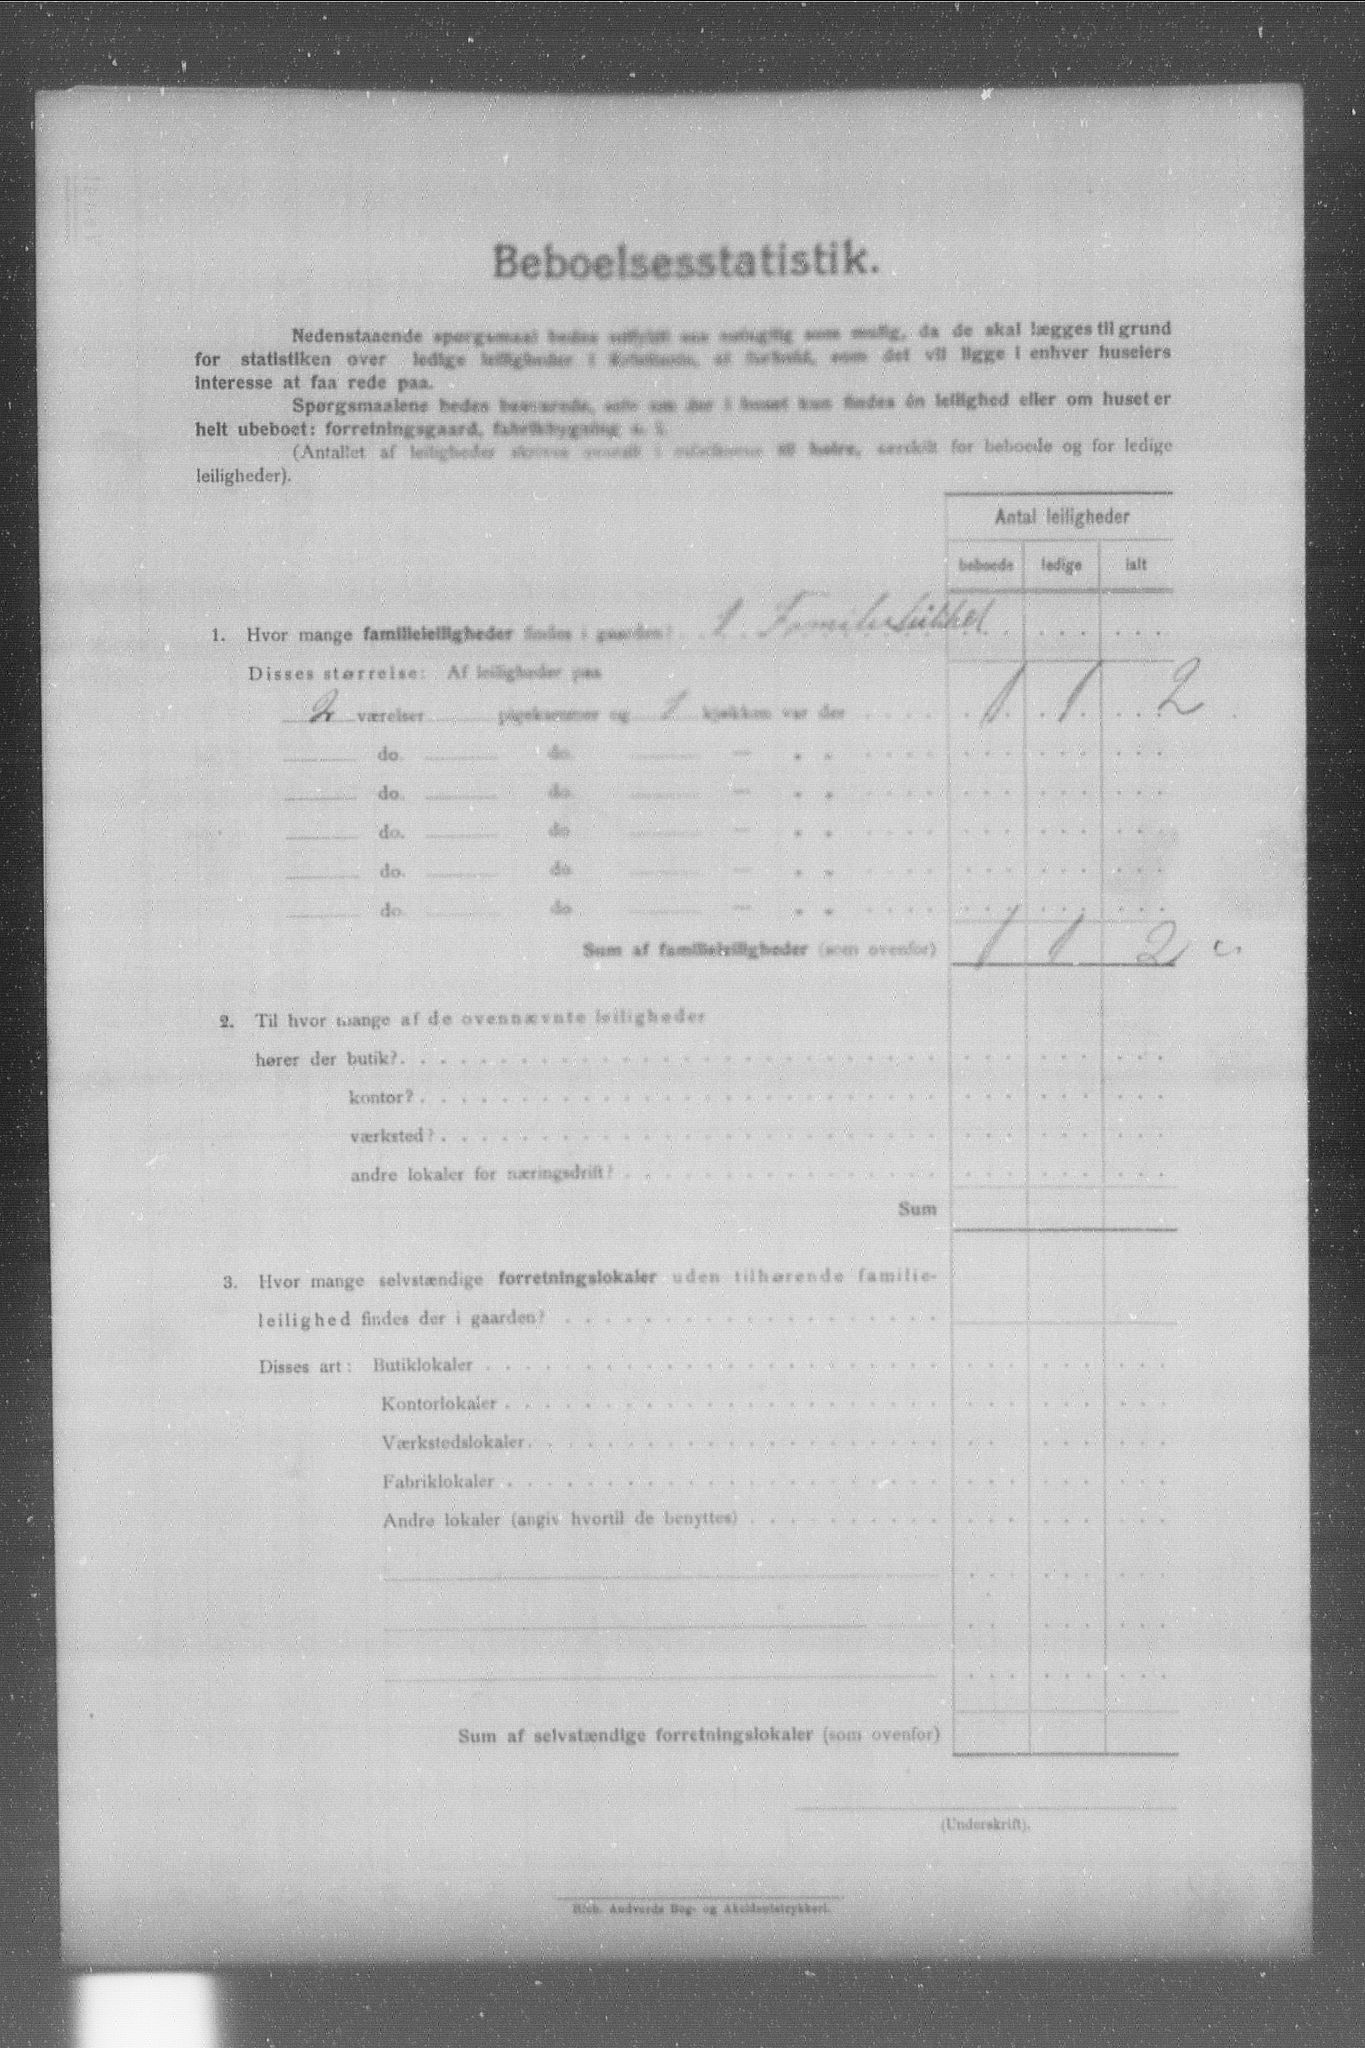 Beboelsesstatistik.
Nedenstaaende spørgsmaal bedes udfyldt saa nøiagtig som mulig, da de skal lægges til grund
for statistiken over ledige leiligheder i Kristiania, et forhold, som det vil ligge i enhver huseiers
interesse at faa rede paa.
Spørgsmaalene bedes besvarede, selv om der i huset kun findes én leilighed eller om huset er
helt ubeboet: forretningsgaard, fabrikbygning o. l.
(Antallet af leiligheder skrives overalt i rubrikkerne til høire, særskilt for beboede og for ledige
leiligheder).
Antal leiligheder
beboede ledige ialt
1. Hvor mange familieleiligheder findes i gaarden?
Disses størrelse: Af leiligheder paa
2 værelser pigekammer og 1 kjøkken var der 1 1 2
do. do. — " "
do. do. — " "
do. do. — " "
do. do. — " "
do. do. — " "
Sum af familieleiligheder (som ovenfor) 1 1 2
2. Til hvor mange af de ovennævnte leiligheder
hører der butik?
kontor?
værksted?
andre lokaler for næringsdrift?
Sum
3. Hvor mange selvstændige forretningslokaler uden tilhørende familie-
leilighed findes der i gaarden?
Disses art: Butiklokaler
Kontorlokaler
Værkstedslokaler
Fabriklokaler
Andre lokaler (angiv hvortil de benyttes)
Sum af selvstændige forretningslokaler (som ovenfor)
(Underskrift).
Rich. Andvords Bog- og Akcidentstrykkeri.